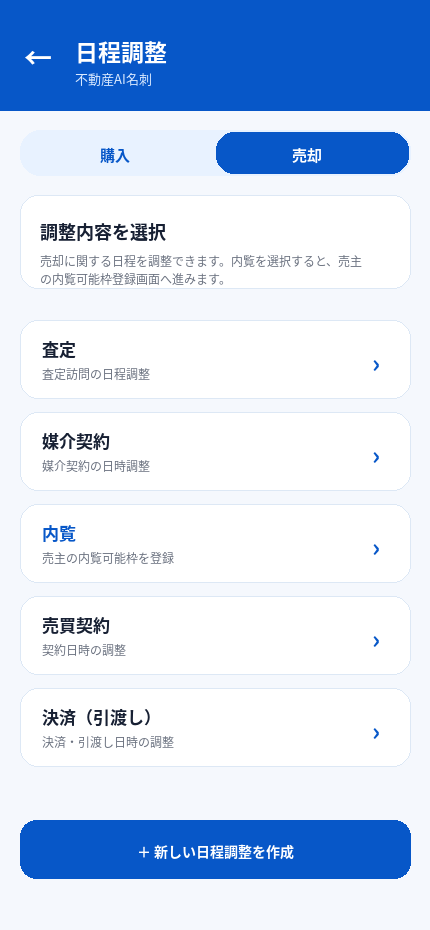 ← 日程調整
不動産AI名刺
購入 売却
調整内容を選択
売却に関する日程を調整できます。内覧を選択すると、売主
の内覧可能枠登録画面へ進みます。
査定
査定訪問の日程調整
›
媒介契約
媒介契約の日時調整
›
内覧
売主の内覧可能枠を登録
›
売買契約
契約日時の調整
›
決済（引渡し）
決済・引渡し日時の調整
›
＋ 新しい日程調整を作成